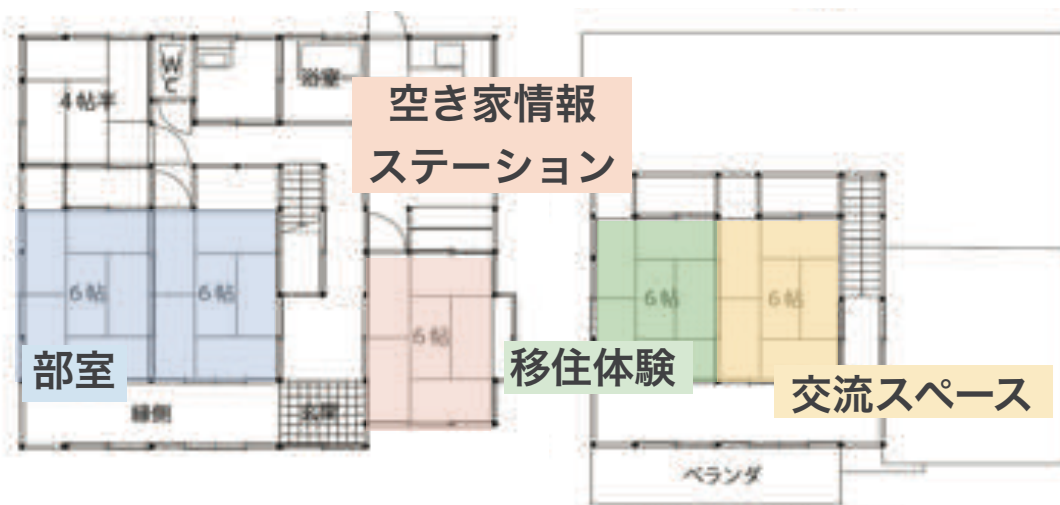 WC
浴室
4帖半
空き家情報
ステーション
6帖
6帖
6帖
部室
縁側
玄関
6帖
6帖
移住体験
交流スペース
ベランダ